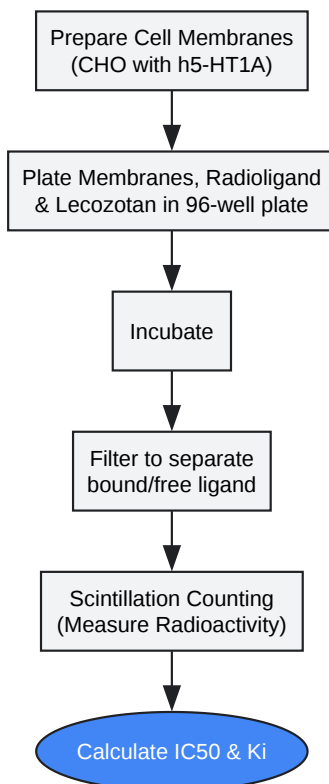 Prepare Cell Membranes
(CHO with h5-HT1A)
Plate Membranes, Radioligand
& Lecozotan in 96-well plate
Incubate
Filter to separate
bound/free ligand
Scintillation Counting
(Measure Radioactivity)
Calculate IC50 & Ki